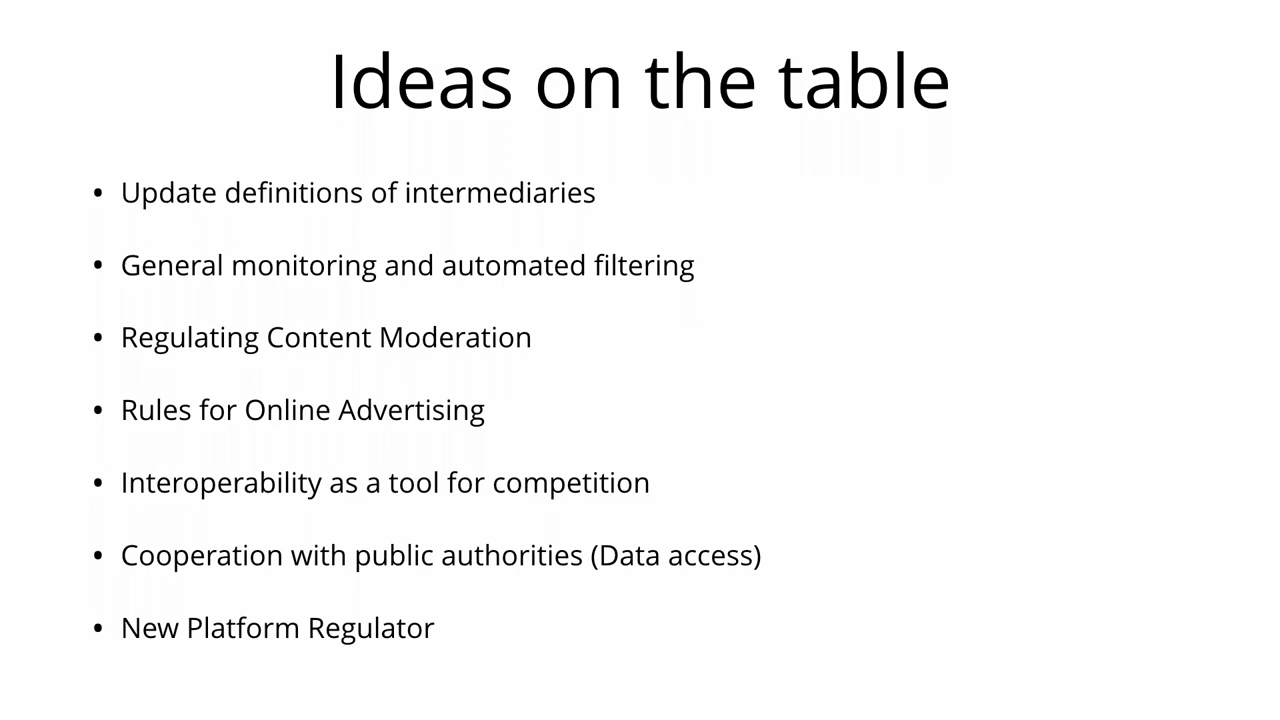 Ideas on the table
• Update definitions of intermediaries
• General monitoring and automated filtering
• Regulating Content Moderation
• Rules for Online Advertising
• Interoperability as a tool for competition
• Cooperation with public authorities (Data access)
• New Platform Regulator